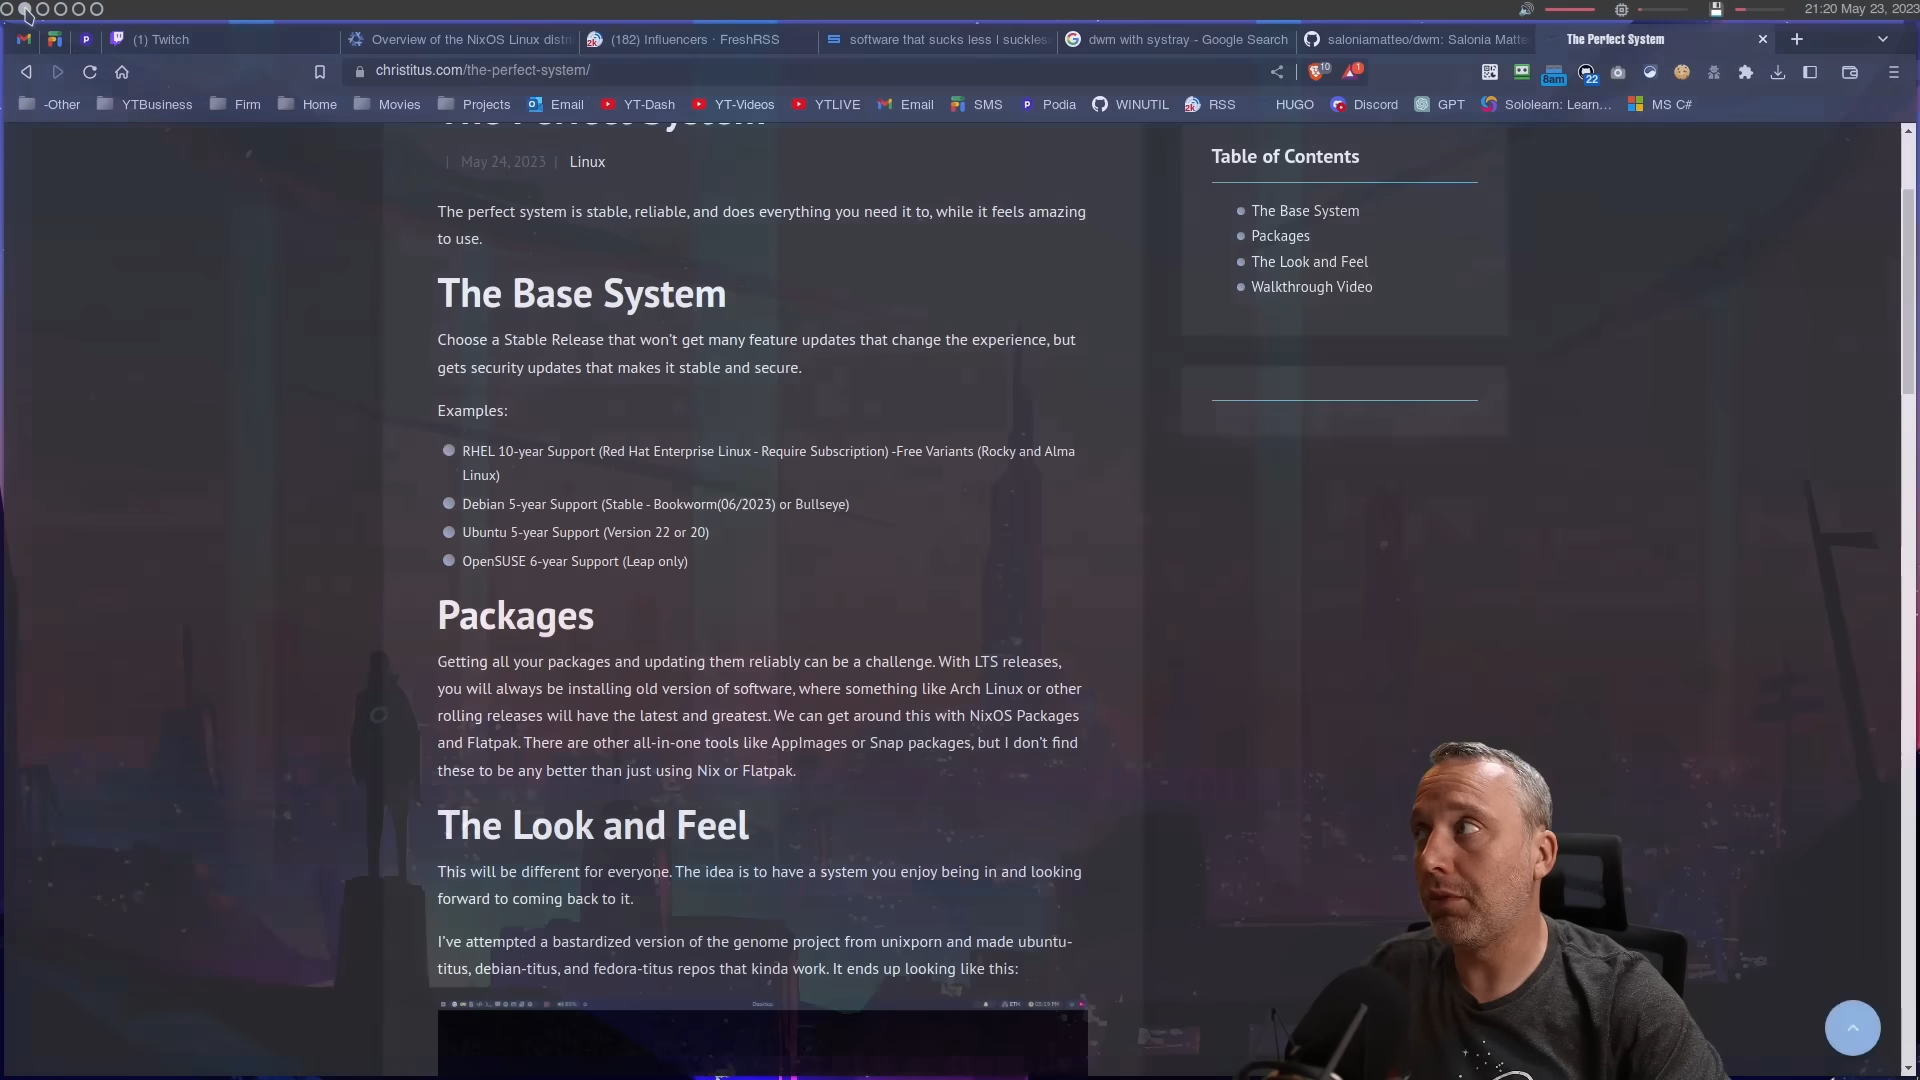 21:20 May 23, 2023
(1) Twitch
Overview of the NixOS Linux distri
(182) Influencers · FreshRSS
software that sucks less | suckless
dwm with systray - Google Search
saloniamatteo/dwm: Salonia Matte
The Perfect System
christitus.com/the-perfect-system/
10
1
8am
22
-Other
YTBusiness
Firm
Home
Movies
Projects
Email
YT-Dash
YT-Videos
YTLIVE
Email
SMS
Podia
WINUTIL
RSS
HUGO
Discord
GPT
Sololearn: Learn...
MS C#
The Perfect System
| May 24, 2023 | Linux
The perfect system is stable, reliable, and does everything you need it to, while it feels amazing
to use.
The Base System
Choose a Stable Release that won't get many feature updates that change the experience, but
gets security updates that makes it stable and secure.
Examples:
RHEL 10-year Support (Red Hat Enterprise Linux - Require Subscription) -Free Variants (Rocky and Alma
Linux)
Debian 5-year Support (Stable - Bookworm(06/2023) or Bullseye)
Ubuntu 5-year Support (Version 22 or 20)
OpenSUSE 6-year Support (Leap only)
Packages
Getting all your packages and updating them reliably can be a challenge. With LTS releases,
you will always be installing old version of software, where something like Arch Linux or other
rolling releases will have the latest and greatest. We can get around this with NixOS Packages
and Flatpak. There are other all-in-one tools like AppImages or Snap packages, but I don't find
these to be any better than just using Nix or Flatpak.
The Look and Feel
This will be different for everyone. The idea is to have a system you enjoy being in and looking
forward to coming back to it.
I've attempted a bastardized version of the genome project from unixporn and made ubuntu-
titus, debian-titus, and fedora-titus repos that kinda work. It ends up looking like this:
Table of Contents
The Base System
Packages
The Look and Feel
Walkthrough Video